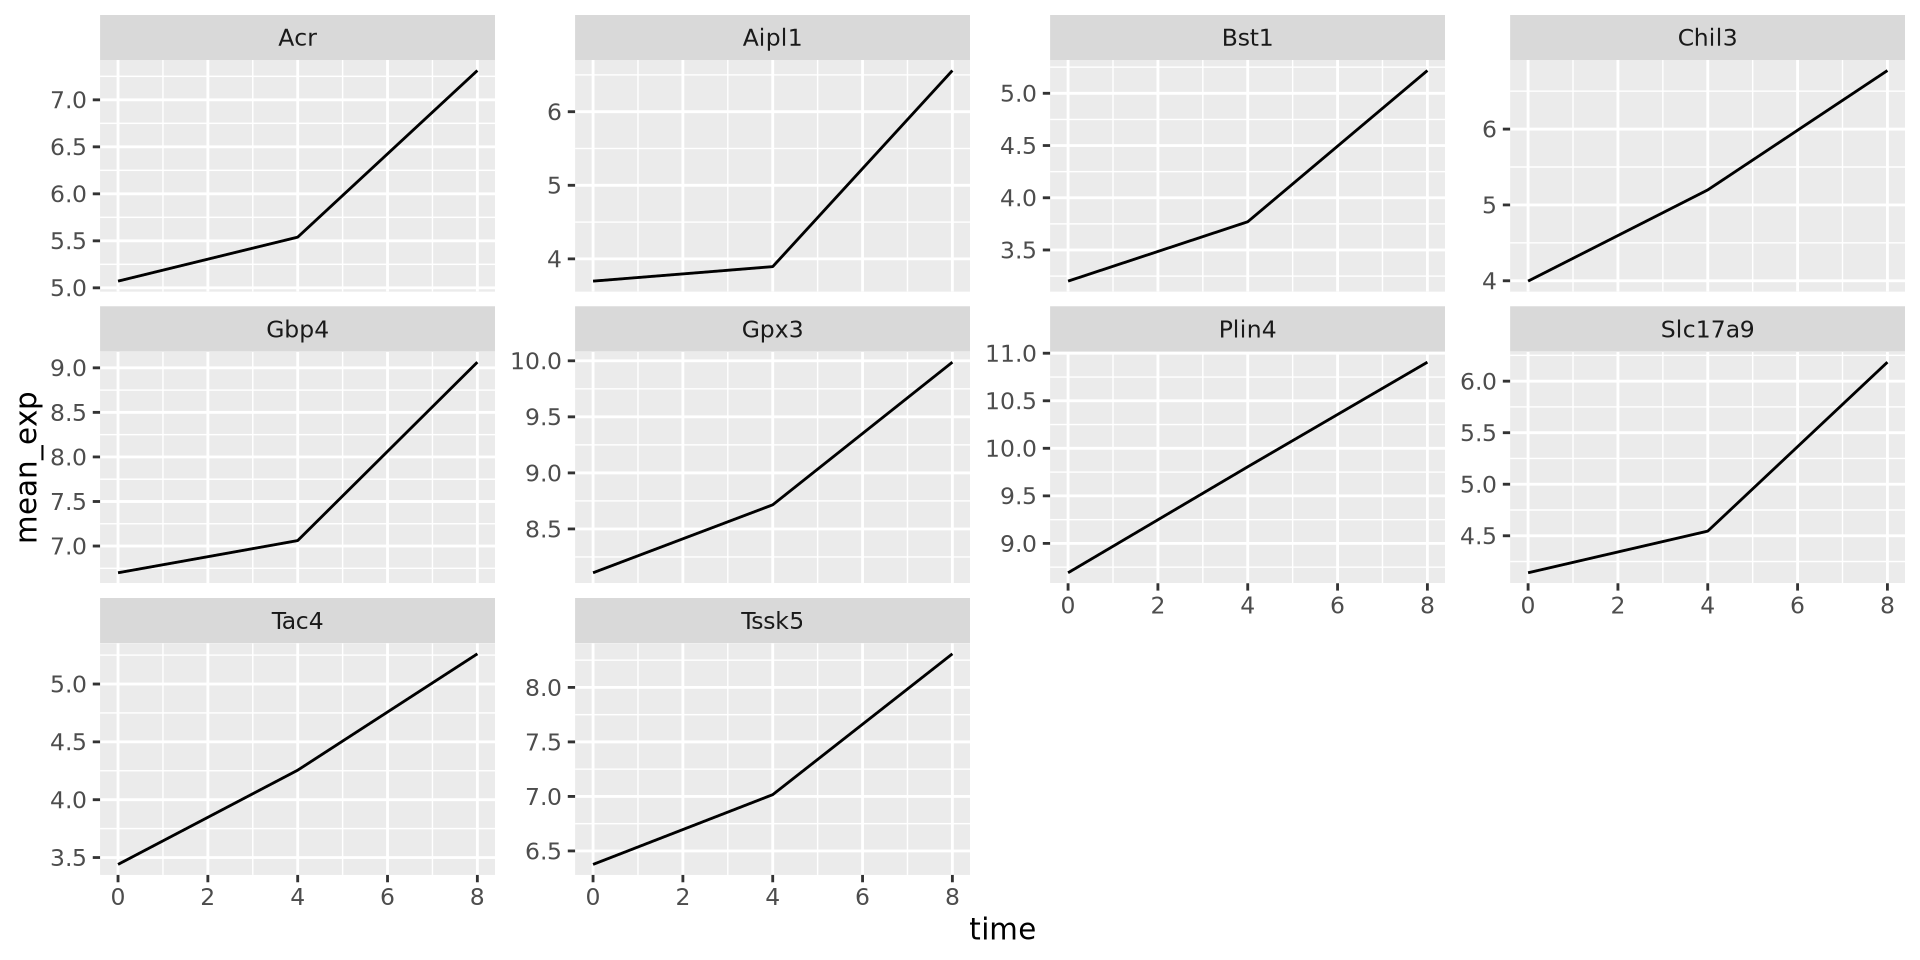 Acr Aipl1 Bst1 Chil3
7.0 6.5 6.0 5.5 5.0
6 5 4
5.0 4.5 4.0 3.5
6 5 4
Gbp4 Gpx3 Plin4 Slc17a9
9.0 8.5 8.0 7.5 7.0
10.0 9.5 9.0 8.5
11.0 10.5 10.0 9.5 9.0
6.0 5.5 5.0 4.5
0 2 4 6 8 0 2 4 6 8
Tac4 Tssk5
5.0 4.5 4.0 3.5
8.0 7.5 7.0 6.5
0 2 4 6 8 0 2 4 6 8
mean_exp
time